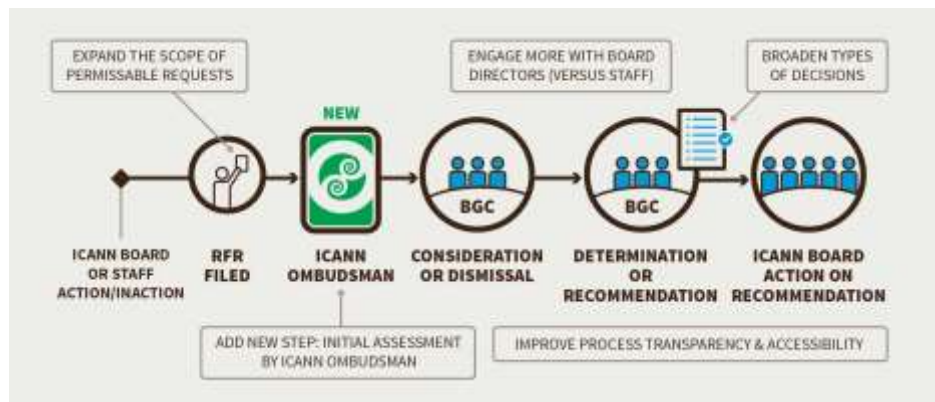 EXPAND THE SCOPE OF
PERMISSABLE REQUESTS
ENGAGE MORE WITH BOARD
DIRECTORS (VERSUS STAFF)
BROADEN TYPES
OF DECISIONS
NEW
BGC
BGC
ICANN BOARD
OR STAFF
ACTION/INACTION
RFR
FILED
ICANN
OMBUDSMAN
CONSIDERATION
OR DISMISSAL
DETERMINATION
OR
RECOMMENDATION
ICANN BOARD
ACTION ON
RECOMMENDATION
ADD NEW STEP: INITIAL ASSESSMENT
BY ICANN OMBUDSMAN
IMPROVE PROCESS TRANSPARENCY & ACCESSIBILITY